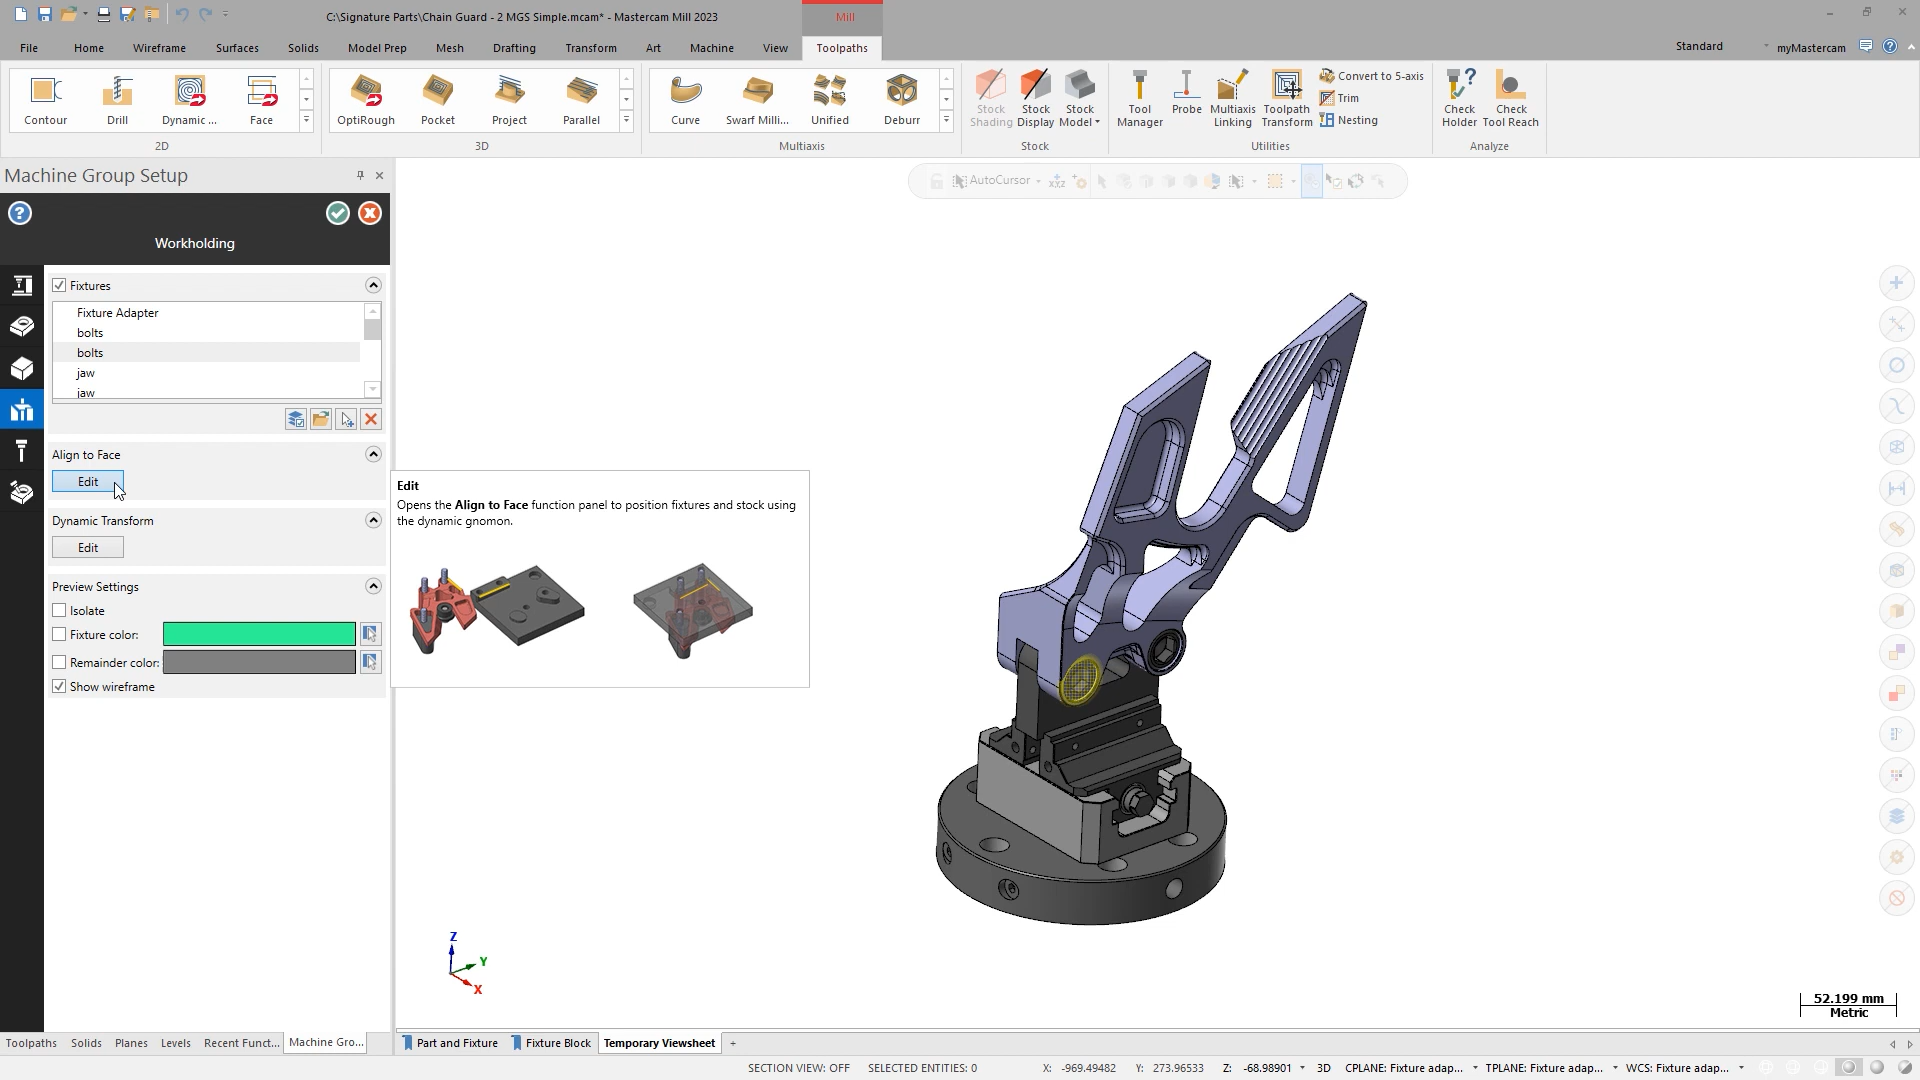 C:\Signature Parts\Chain Guard - 2 MGS Simple.mcam* - Mastercam Mill 2023
Mill
File Home Wireframe Surfaces Solids Model Prep Mesh Drafting Transform Art Machine View Toolpaths
Standard myMastercam
Contour Drill Dynamic ... Face
OptiRough Pocket Project Parallel
Curve Swarf Milli... Unified Deburr
Stock Shading
Stock Display
Stock Model
Tool Manager
Probe
Multiaxis Linking
Toolpath Transform
Convert to 5-axis
Trim
Nesting
Check Holder
Check Tool Reach
2D 3D Multiaxis Stock Utilities Analyze
Machine Group Setup
AutoCursor
Workholding
Fixtures
Fixture Adapter
bolts
bolts
jaw
jaw
Align to Face
Edit
Edit
Opens the Align to Face function panel to position fixtures and stock using
the dynamic gnomon.
Dynamic Transform
Edit
Preview Settings
Isolate
Fixture color:
Remainder color:
Show wireframe
Z
Y
X
52.199 mm
Metric
Toolpaths Solids Planes Levels Recent Funct... Machine Gro...
Part and Fixture Fixture Block Temporary Viewsheet +
SECTION VIEW: OFF SELECTED ENTITIES: 0 X: -969.49482 Y: 273.96533 Z: -68.98901 3D CPLANE: Fixture adap... TPLANE: Fixture adap... WCS: Fixture adap...